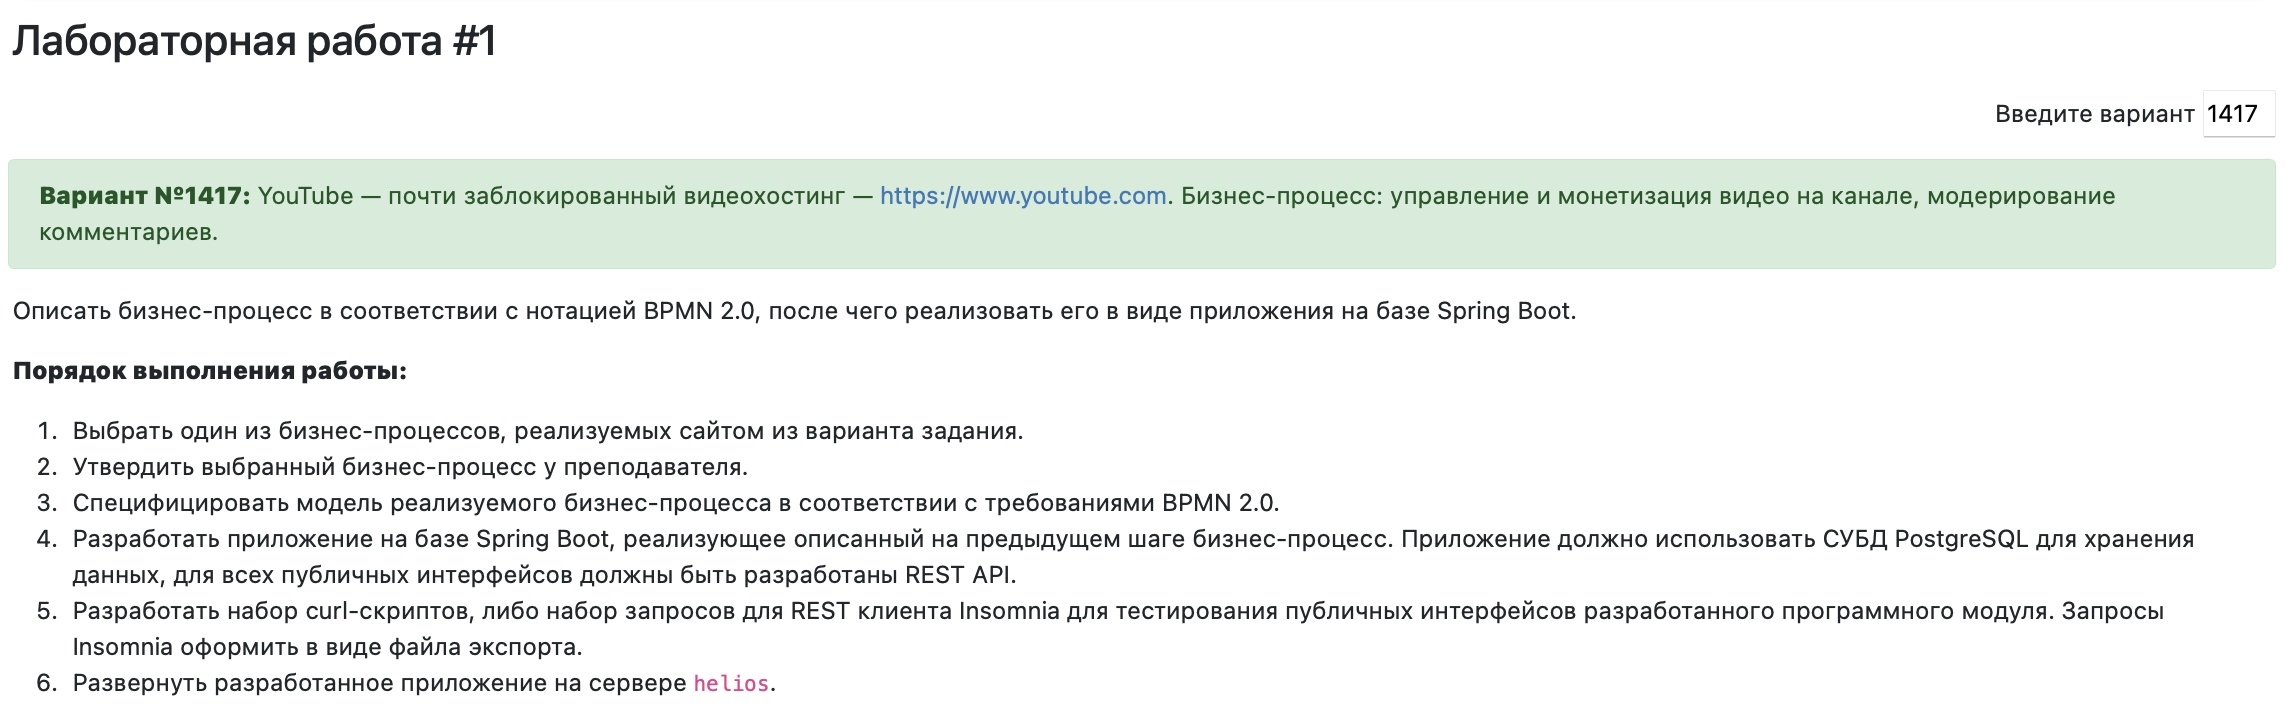 Лабораторная работа #1
Введите вариант 1417
Вариант №1417: YouTube — почти заблокированный видеохостинг — https://www.youtube.com. Бизнес-процесс: управление и монетизация видео на канале, модерирование
комментариев.
Описать бизнес-процесс в соответствии с нотацией BPMN 2.0, после чего реализовать его в виде приложения на базе Spring Boot.
Порядок выполнения работы:
1. Выбрать один из бизнес-процессов, реализуемых сайтом из варианта задания.
2. Утвердить выбранный бизнес-процесс у преподавателя.
3. Специфицировать модель реализуемого бизнес-процесса в соответствии с требованиями BPMN 2.0.
4. Разработать приложение на базе Spring Boot, реализующее описанный на предыдущем шаге бизнес-процесс. Приложение должно использовать СУБД PostgreSQL для хранения
данных, для всех публичных интерфейсов должны быть разработаны REST API.
5. Разработать набор curl-скриптов, либо набор запросов для REST клиента Insomnia для тестирования публичных интерфейсов разработанного программного модуля. Запросы
Insomnia оформить в виде файла экспорта.
6. Развернуть разработанное приложение на сервере helios.